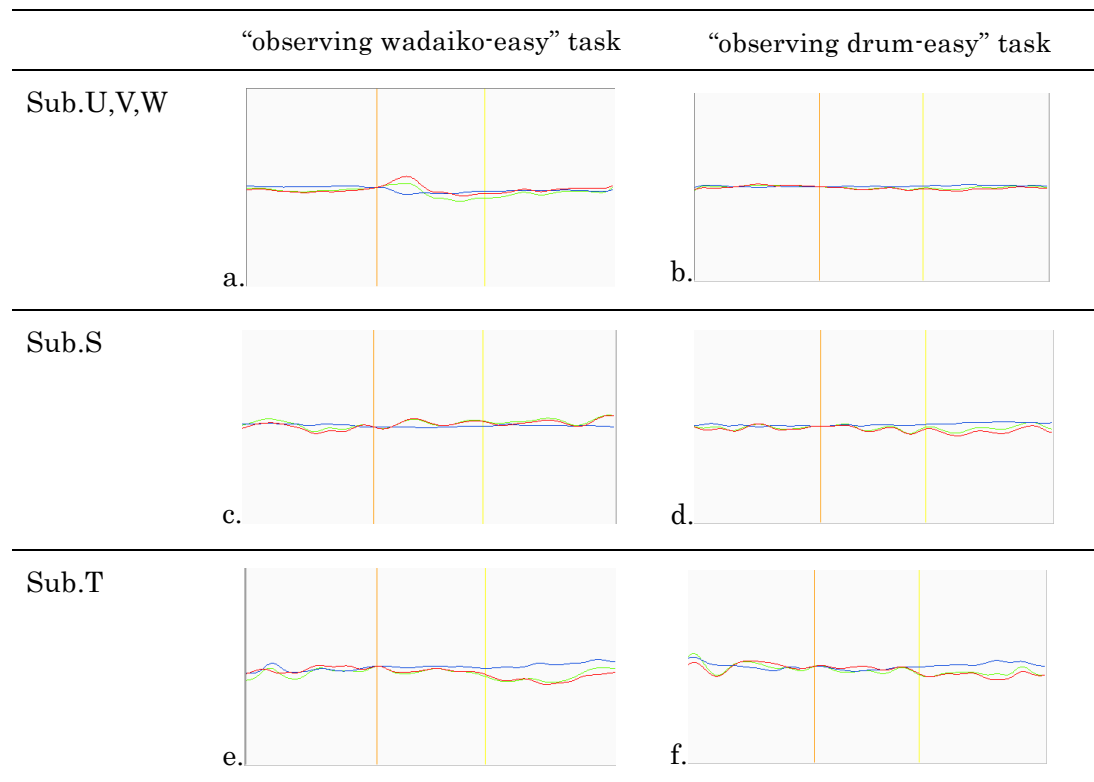 “observing wadaiko-easy” task “observing drum-easy” task
Sub.U,V,W
a. b.
Sub.S
c. d.
Sub.T
e. f.